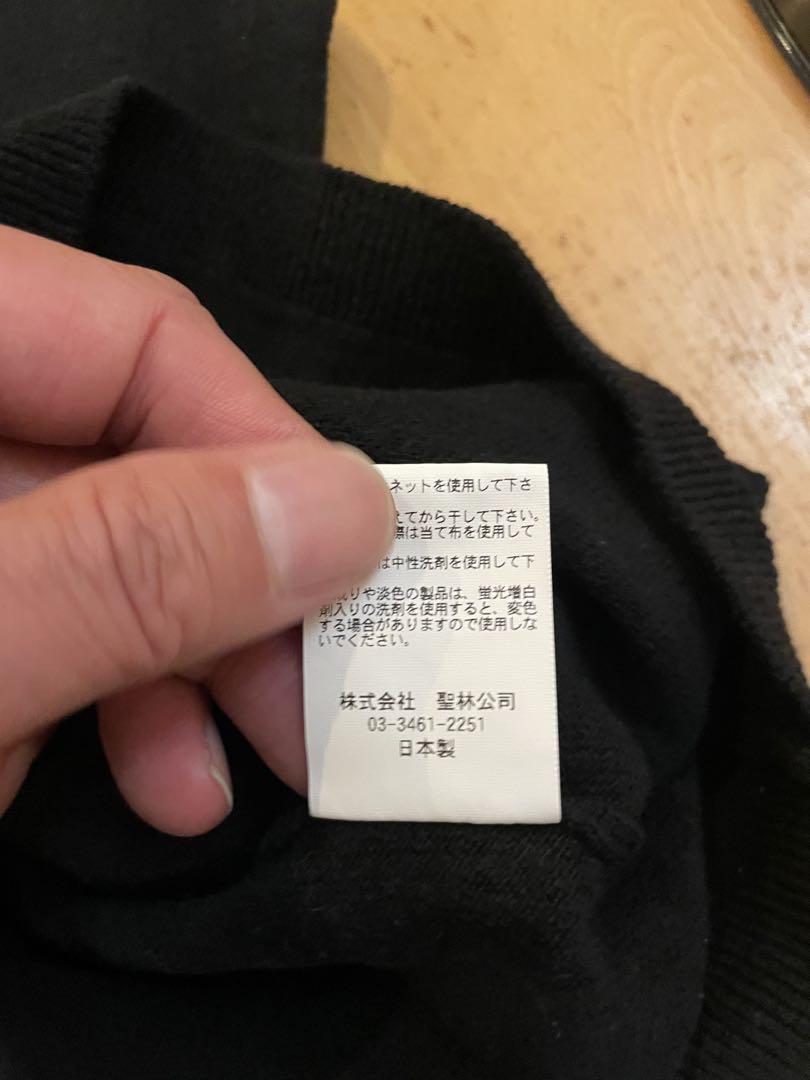 ネットを使用して下さ
えてから干して下さい。
際は当て布を使用して
は中性洗剤を使用して下
成りや淡色の製品は、蛍光増白
剤入りの洗剤を使用すると、変色
する場合がありますので使用しな
いでください。
株式会社　聖林公司
03-3461-2251
日本製